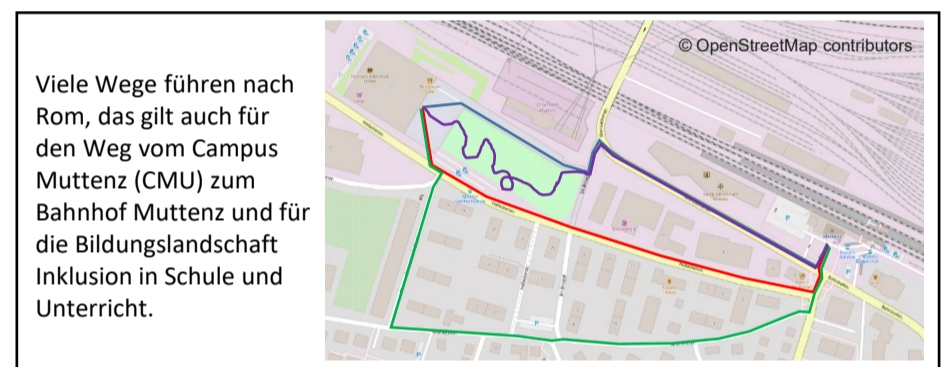 Viele Wege führen nach
Rom, das gilt auch für
den Weg vom Campus
Muttenz (CMU) zum
Bahnhof Muttenz und für
die Bildungslandschaft
Inklusion in Schule und
Unterricht.
© OpenStreetMap contributors